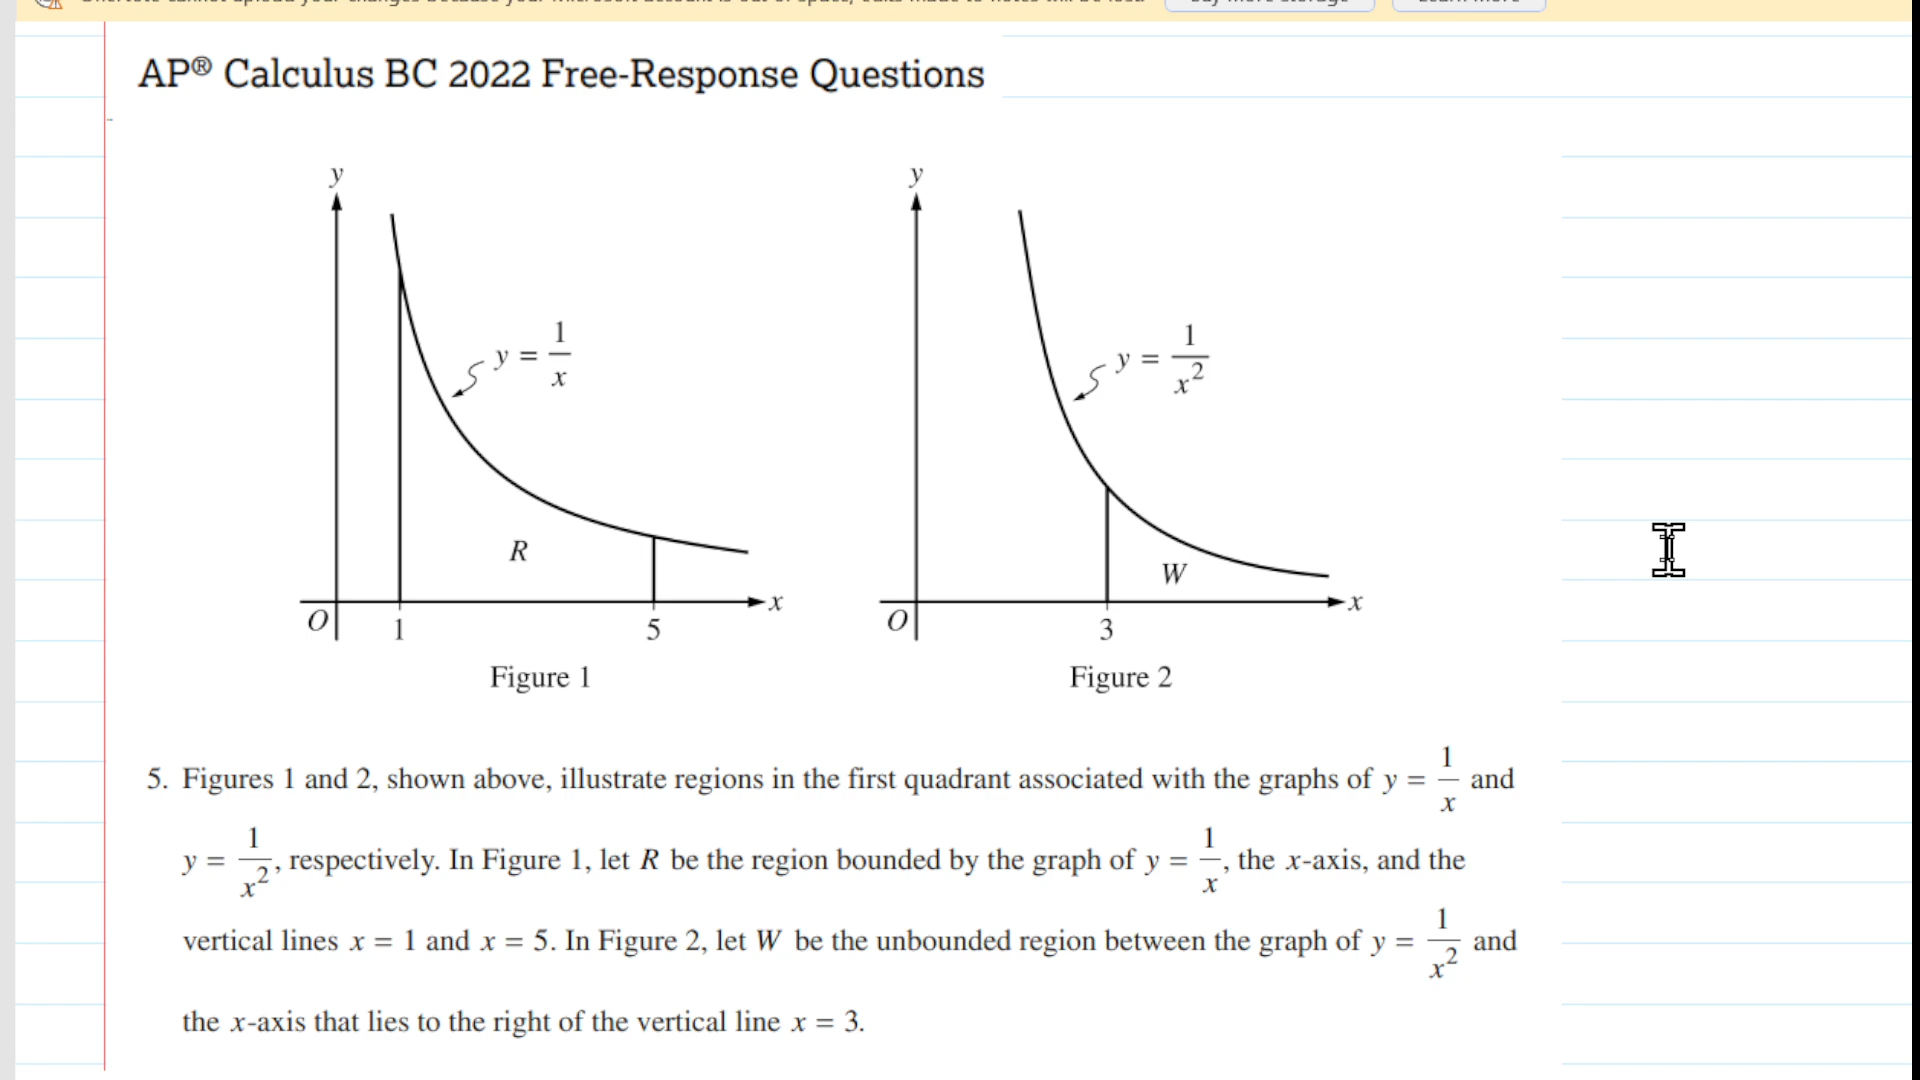 AP® Calculus BC 2022 Free-Response Questions
y
y = 1/x
R
O 1 5 x
Figure 1
y
y = 1/x²
W
O 3 x
Figure 2
5. Figures 1 and 2, shown above, illustrate regions in the first quadrant associated with the graphs of y = 1/x and
y = 1/x², respectively. In Figure 1, let R be the region bounded by the graph of y = 1/x, the x-axis, and the
vertical lines x = 1 and x = 5. In Figure 2, let W be the unbounded region between the graph of y = 1/x² and
the x-axis that lies to the right of the vertical line x = 3.